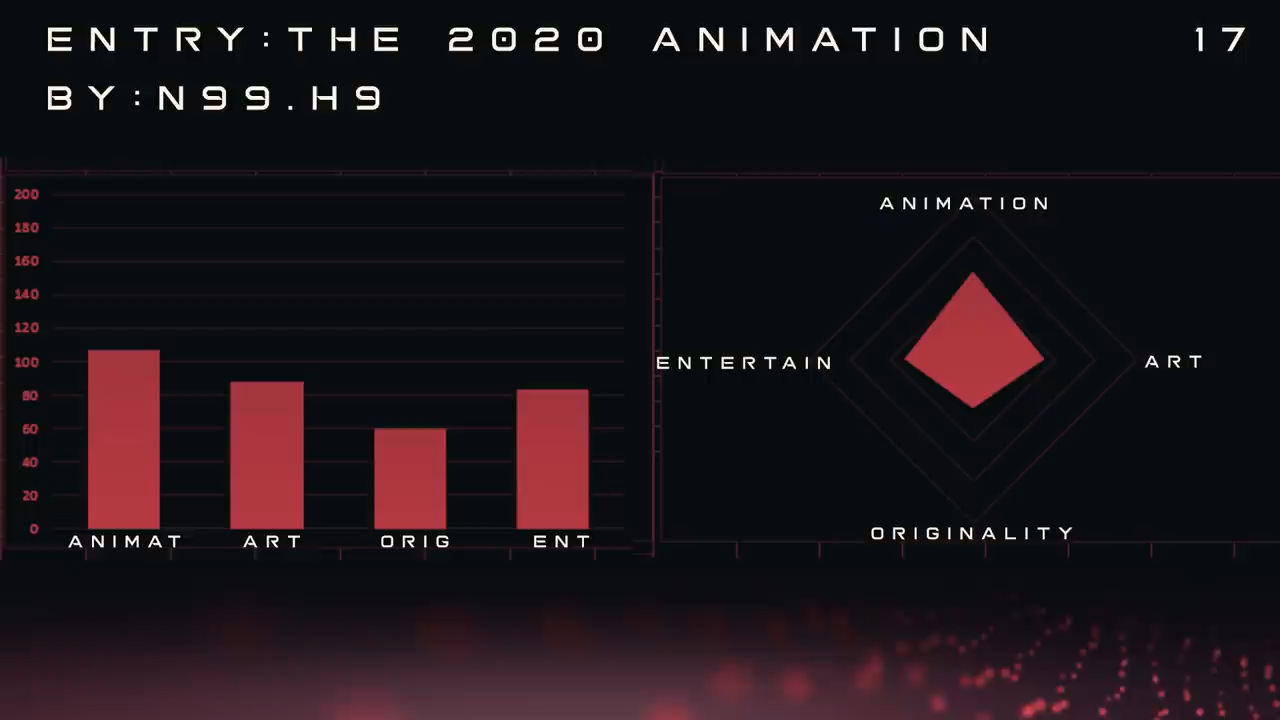 ENTRY:THE 2020 ANIMATION 17
BY:N99.H9
200
180
160
140
120
100
80
60
40
20
0
ANIMAT ART ORIG ENT
ANIMATION
ENTERTAIN ART
ORIGINALITY